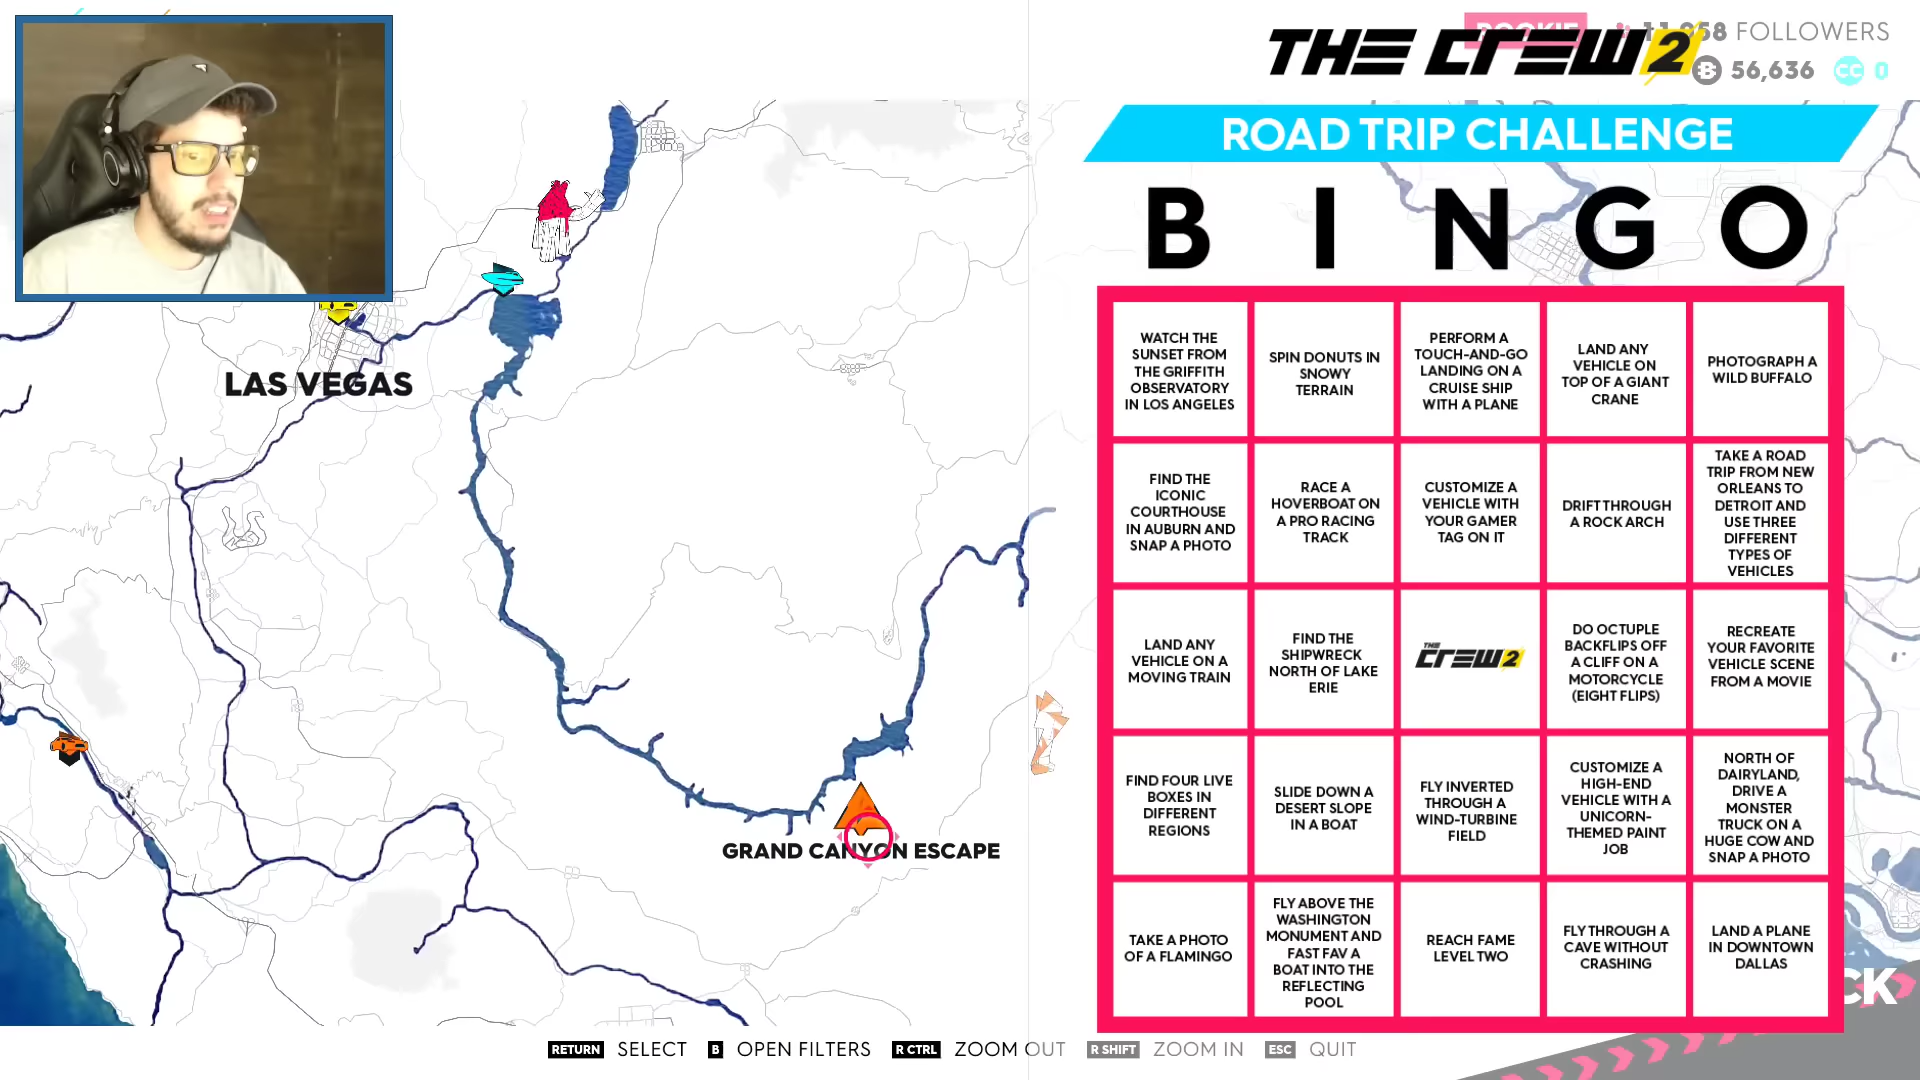 ROOKIE 11,958 FOLLOWERS
THE CREW 2
56,636 CC 0
ROAD TRIP CHALLENGE
B I N G O
WATCH THE
SUNSET FROM
THE GRIFFITH
OBSERVATORY
IN LOS ANGELES
SPIN DONUTS IN
SNOWY
TERRAIN
PERFORM A
TOUCH-AND-GO
LANDING ON A
CRUISE SHIP
WITH A PLANE
LAND ANY
VEHICLE ON
TOP OF A GIANT
CRANE
PHOTOGRAPH A
WILD BUFFALO
FIND THE
ICONIC
COURTHOUSE
IN AUBURN AND
SNAP A PHOTO
RACE A
HOVERBOAT ON
A PRO RACING
TRACK
CUSTOMIZE A
VEHICLE WITH
YOUR GAMER
TAG ON IT
DRIFT THROUGH
A ROCK ARCH
TAKE A ROAD
TRIP FROM NEW
ORLEANS TO
DETROIT AND
USE THREE
DIFFERENT
TYPES OF
VEHICLES
LAND ANY
VEHICLE ON A
MOVING TRAIN
FIND THE
SHIPWRECK
NORTH OF LAKE
ERIE
THE
CREW 2
DO OCTUPLE
BACKFLIPS OFF
A CLIFF ON A
MOTORCYCLE
(EIGHT FLIPS)
RECREATE
YOUR FAVORITE
VEHICLE SCENE
FROM A MOVIE
FIND FOUR LIVE
BOXES IN
DIFFERENT
REGIONS
SLIDE DOWN A
DESERT SLOPE
IN A BOAT
FLY INVERTED
THROUGH A
WIND-TURBINE
FIELD
CUSTOMIZE A
HIGH-END
VEHICLE WITH A
UNICORN-
THEMED PAINT
JOB
NORTH OF
DAIRYLAND,
DRIVE A
MONSTER
TRUCK ON A
HUGE COW AND
SNAP A PHOTO
TAKE A PHOTO
OF A FLAMINGO
FLY ABOVE THE
WASHINGTON
MONUMENT AND
FAST FAV A
BOAT INTO THE
REFLECTING
POOL
REACH FAME
LEVEL TWO
FLY THROUGH A
CAVE WITHOUT
CRASHING
LAND A PLANE
IN DOWNTOWN
DALLAS
LAS VEGAS
GRAND CANYON ESCAPE
CK
RETURN SELECT B OPEN FILTERS R CTRL ZOOM OUT R SHIFT ZOOM IN ESC QUIT